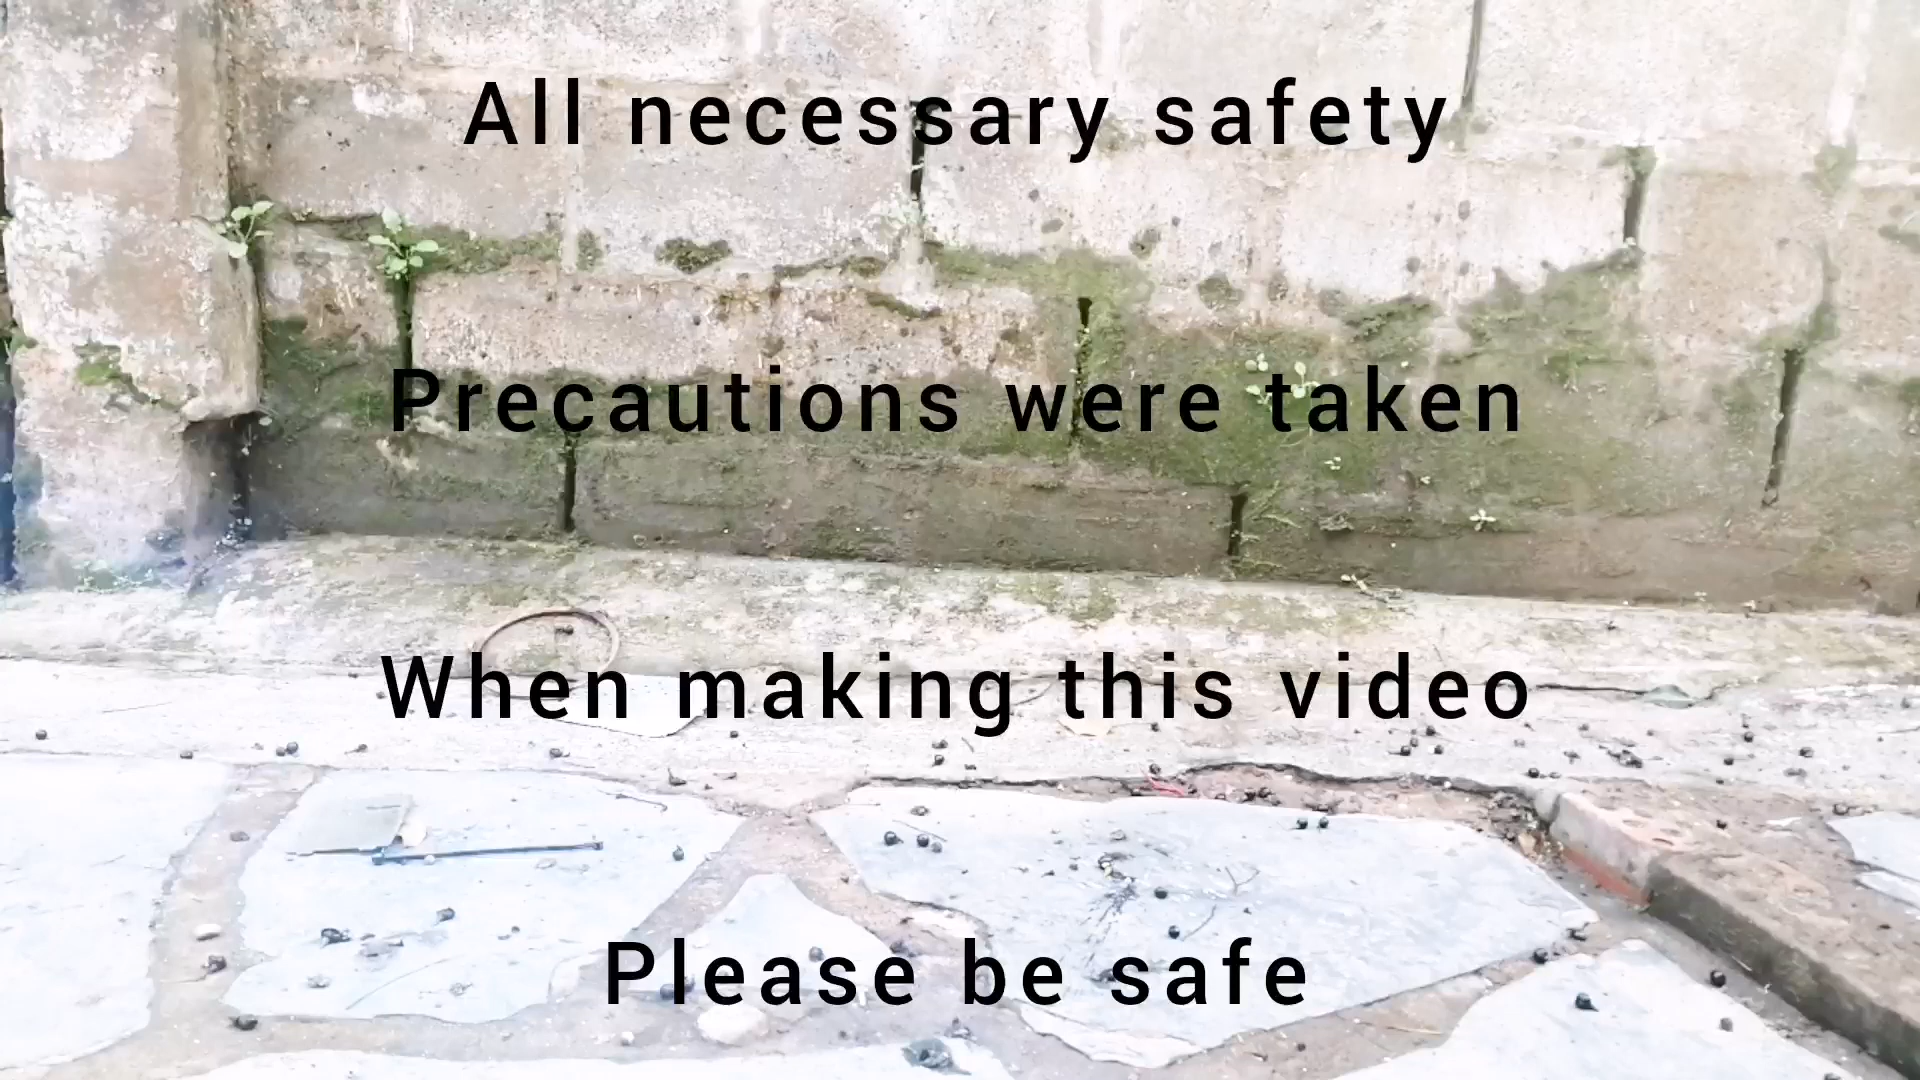 All necessary safety
Precautions were taken
When making this video
Please be safe